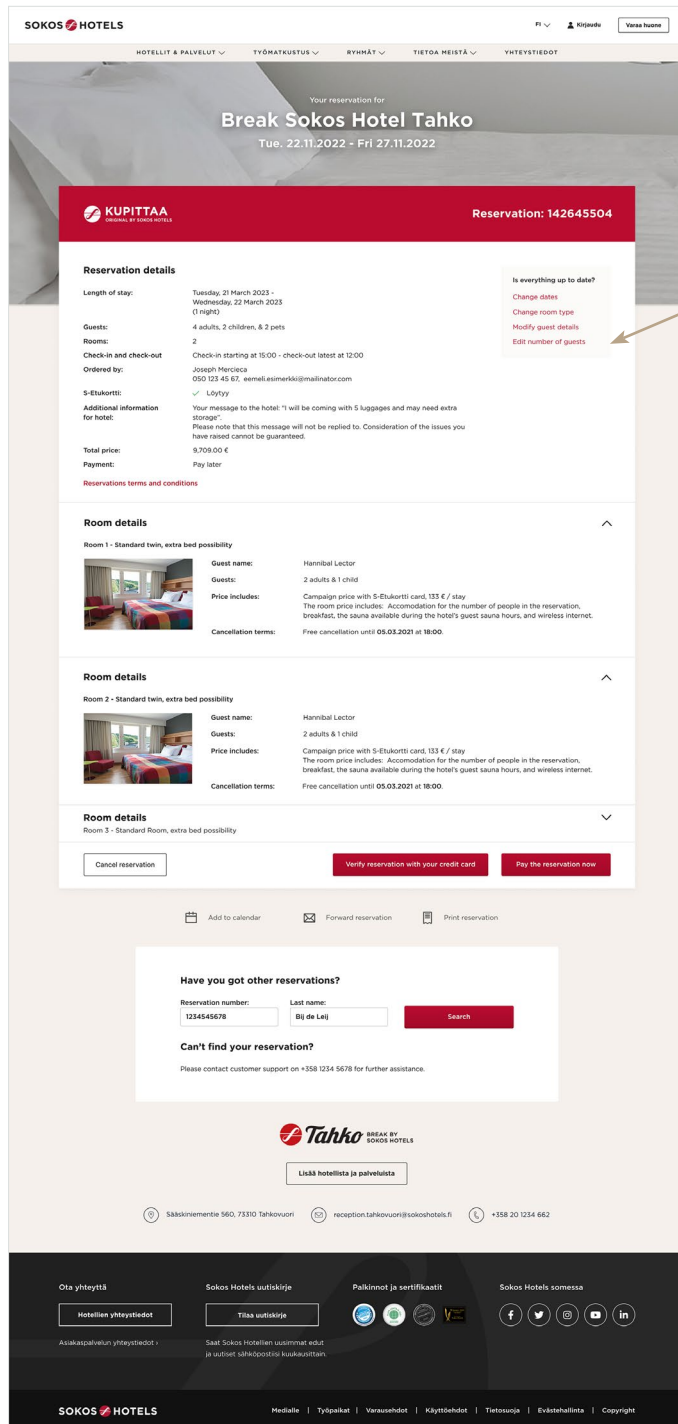 SOKOS HOTELS
FI
Kirjaudu
Varaa huone
HOTELLIT & PALVELUT
TYÖMATKUSTUS
RYHMÄT
TIETOA MEISTÄ
YHTEYSTIEDOT
Your reservation for
Break Sokos Hotel Tahko
Tue. 22.11.2022 - Fri 27.11.2022
KUPITTAA
ORIGINAL BY SOKOS HOTELS
Reservation: 142645504
Reservation details
Length of stay:
Tuesday, 21 March 2023 –
Wednesday, 22 March 2023
(1 night)
Guests:
4 adults, 2 children, & 2 pets
Rooms:
2
Check-in and check-out
Check-in starting at 15:00 - check-out latest at 12:00
Ordered by:
Joseph Mercieca
050 123 45 67, eemeli.esimerkki@mailinator.com
S-Etukortti:
Löytyy
Additional information
for hotel:
Your message to the hotel: "I will be coming with 5 luggages and may need extra
storage".
Please note that this message will not be replied to. Consideration of the issues you
have raised cannot be guaranteed.
Total price:
9,709.00 €
Payment:
Pay later
Reservations terms and conditions
Is everything up to date?
Change dates
Change room type
Modify guest details
Edit number of guests
Room details
Room 1 - Standard twin, extra bed possibility
Guest name:
Hannibal Lector
Guests:
2 adults & 1 child
Price includes:
Campaign price with S-Etukortti card, 133 € / stay
The room price includes: Accomodation for the number of people in the reservation,
breakfast, the sauna available during the hotel's guest sauna hours, and wireless internet.
Cancellation terms:
Free cancellation until 05.03.2021 at 18:00.
Room details
Room 2 - Standard twin, extra bed possibility
Guest name:
Hannibal Lector
Guests:
2 adults & 1 child
Price includes:
Campaign price with S-Etukortti card, 133 € / stay
The room price includes: Accomodation for the number of people in the reservation,
breakfast, the sauna available during the hotel's guest sauna hours, and wireless internet.
Cancellation terms:
Free cancellation until 05.03.2021 at 18:00.
Room details
Room 3 - Standard Room, extra bed possibility
Cancel reservation
Verify reservation with your credit card
Pay the reservation now
Add to calendar
Forward reservation
Print reservation
Have you got other reservations?
Reservation number:
Last name:
1234545678
Bij de Leij
Search
Can't find your reservation?
Please contact customer support on +358 1234 5678 for further assistance.
Tahko BREAK BY
SOKOS HOTELS
Lisää hotellista ja palveluista
Sääskiniementie 560, 73310 Tahkovuori
reception.tahkovuori@sokoshotels.fi
+358 20 1234 662
Ota yhteyttä
Hotellien yhteystiedot
Asiakaspalvelun yhteystiedot ›
Sokos Hotels uutiskirje
Tilaa uutiskirje
Saat Sokos Hotellien uusimmat edut
ja uutiset sähköpostiisi kuukausittain.
Palkinnot ja sertifikaatit
Sokos Hotels somessa
SOKOS HOTELS
Medialle | Työpaikat | Varausehdot | Käyttöehdot | Tietosuoja | Evästehallinta | Copyright